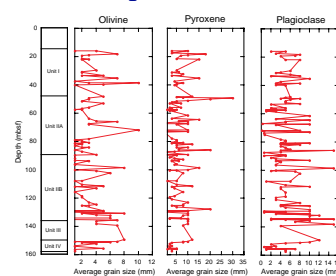 Olivine Pyroxene Plagioclase
0
20
40
60
80
100
120
140
160
Depth (mbsf)
Unit I
Unit IIA
Unit IIB
Unit III
Unit IV
0 2 4 6 8 10 12
0 5 10 15 20 25 30 35
0 2 4 6 8 10 12 14
Average grain size (mm) Average grain size (mm) Average grain size (mm)